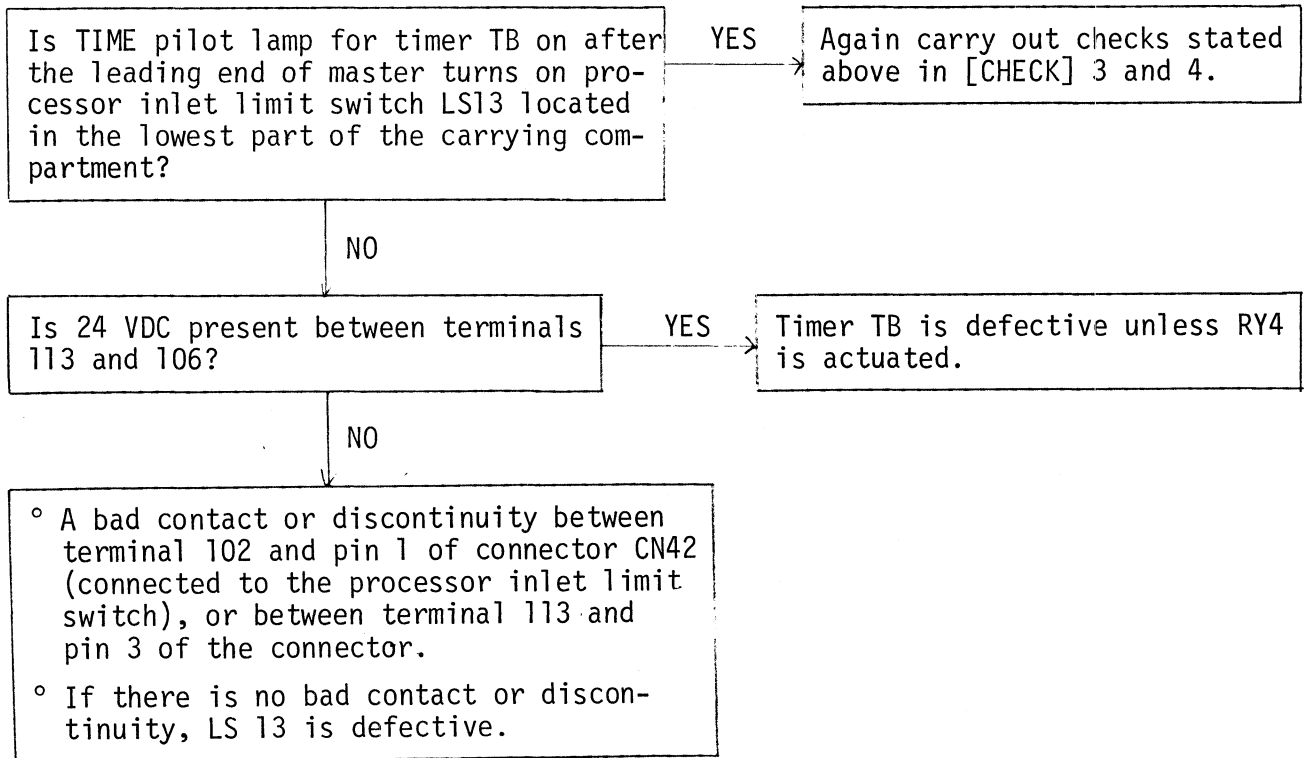 Is TIME pilot lamp for timer TB on after
the leading end of master turns on pro-
cessor inlet limit switch LS13 located
in the lowest part of the carrying com-
partment?
YES
Again carry out checks stated
above in [CHECK] 3 and 4.
NO
Is 24 VDC present between terminals
113 and 106?
YES
Timer TB is defective unless RY4
is actuated.
NO
° A bad contact or discontinuity between
terminal 102 and pin 1 of connector CN42
(connected to the processor inlet limit
switch), or between terminal 113 and
pin 3 of the connector.
° If there is no bad contact or discon-
tinuity, LS 13 is defective.